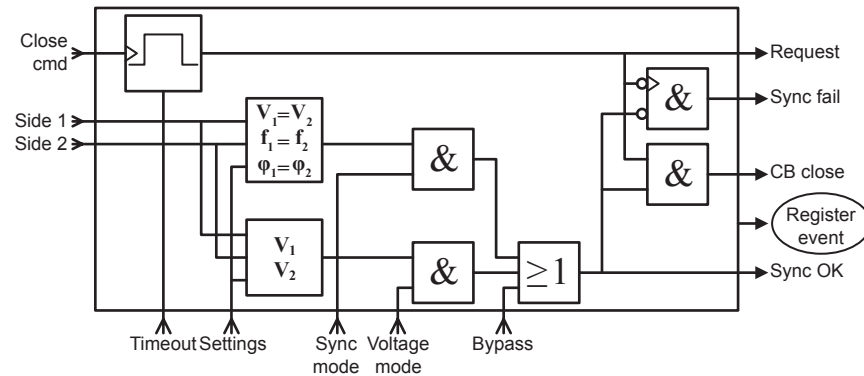 Close
cmd
Request
Side 1
Side 2
V₁=V₂
f₁=f₂
φ₁=φ₂
&
&
Sync fail
&
CB close
V₁
V₂
&
≥1
Register
event
Sync OK
Timeout
Settings
Sync
mode
Voltage
mode
Bypass